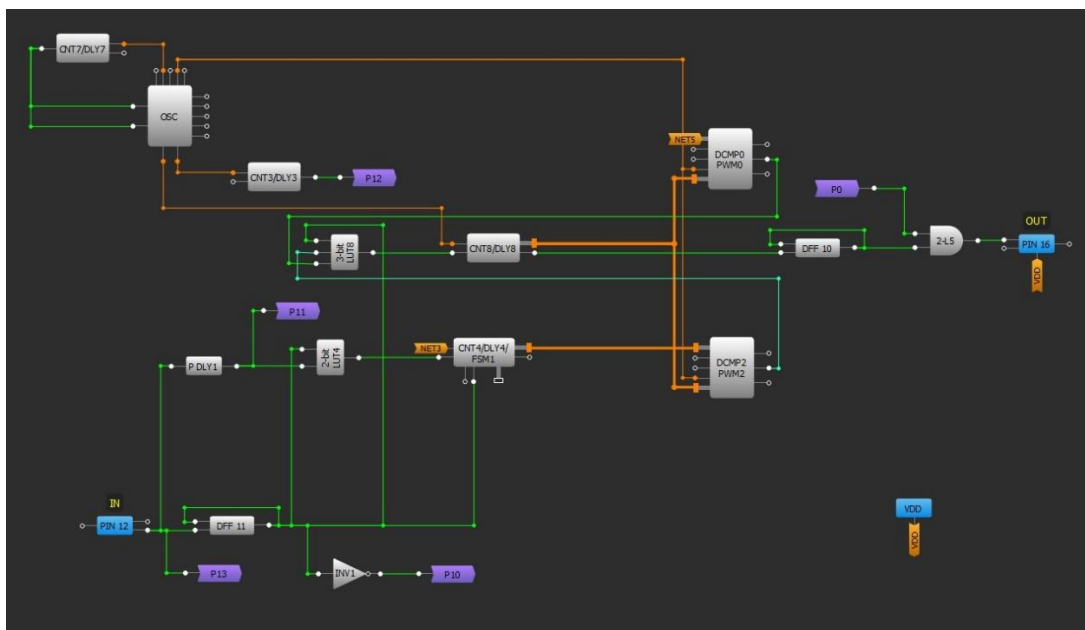 CNT7/DLY7
OSC
NET5
DCMP0
PWM0
CNT3/DLY3
P12
P0
OUT
3-bit
LUT8
CNT8/DLY8
DFF 10
2-L5
PIN 16
VDD
P11
NET3
CNT4/DLY4/
FSM1
P DLY1
2-bit
LUT4
DCMP2
PWM2
IN
PIN 12
DFF 11
VDD
VDD
P13
INV1
P10